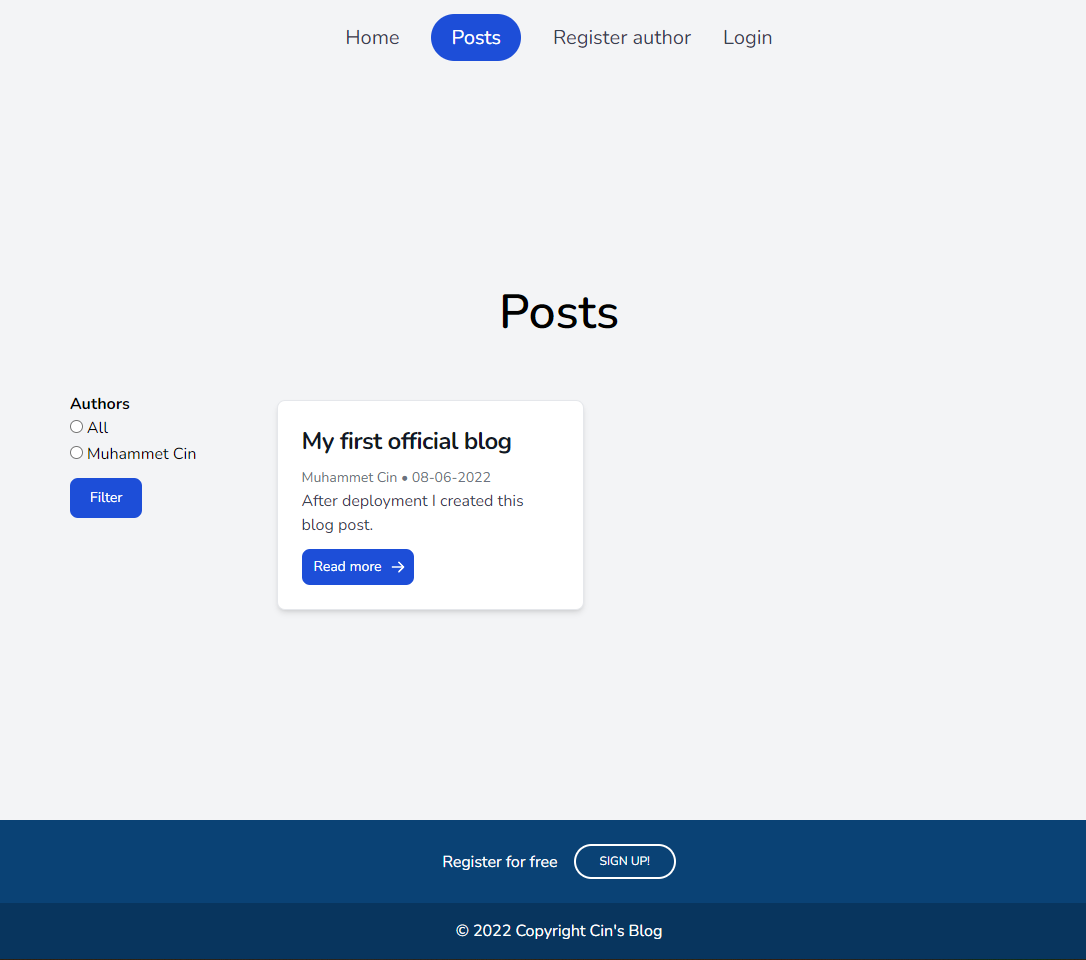 Home Posts Register author Login
Posts
Authors
All
Muhammet Cin
Filter
My first official blog
Muhammet Cin • 08-06-2022
After deployment I created this
blog post.
Read more →
Register for free SIGN UP!
© 2022 Copyright Cin's Blog